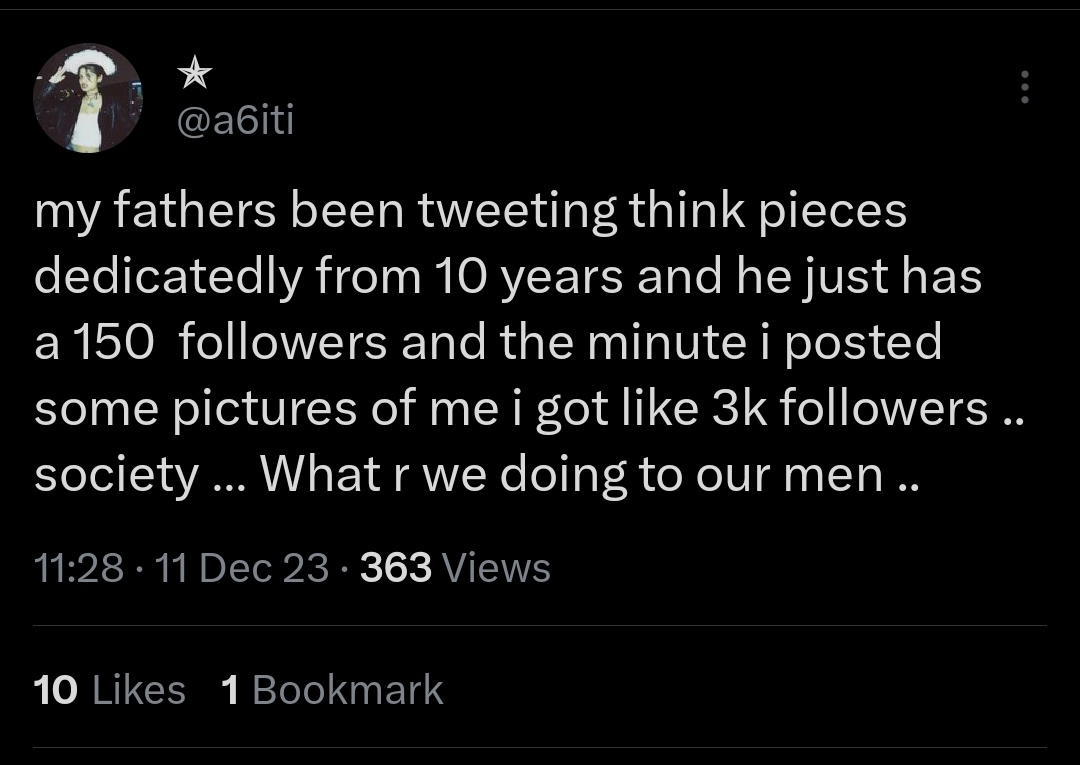 @a6iti
my fathers been tweeting think pieces
dedicatedly from 10 years and he just has
a 150  followers and the minute i posted
some pictures of me i got like 3k followers ..
society ... What r we doing to our men ..
11:28 · 11 Dec 23 · 363 Views
10 Likes 1 Bookmark